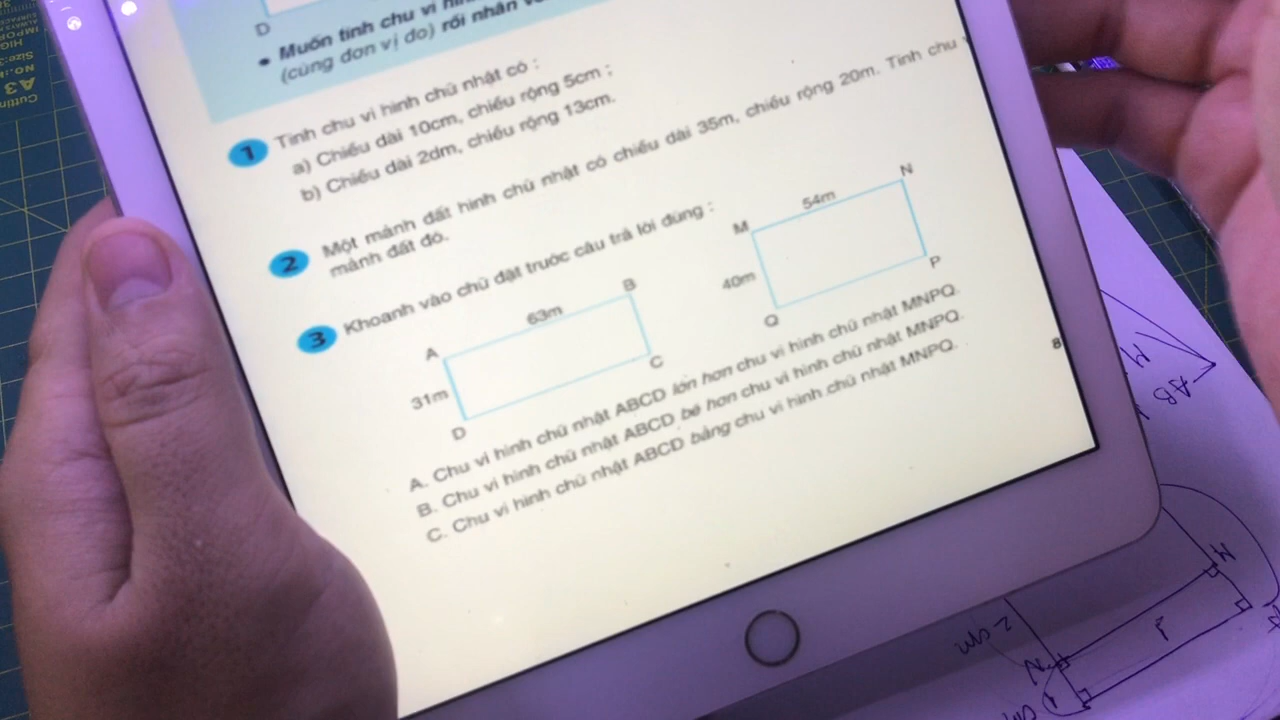 D
• Muốn tính chu vi hình
(cùng đơn vị đo) rồi nhân
1 Tính chu vi hình chữ nhật có :
a) Chiều dài 10cm, chiều rộng 5cm ;
b) Chiều dài 2dm, chiều rộng 13cm.
2 Một mảnh đất hình chữ nhật có chiều dài 35m, chiều rộng 20m. Tính chu
mảnh đất đó.
3 Khoanh vào chữ đặt trước câu trả lời đúng :
A 63m B
31m
D C
M 54m N
40m
Q P
A. Chu vi hình chữ nhật ABCD lớn hơn chu vi hình chữ nhật MNPQ.
B. Chu vi hình chữ nhật ABCD bé hơn chu vi hình chữ nhật MNPQ.
C. Chu vi hình chữ nhật ABCD bằng chu vi hình chữ nhật MNPQ.
8
A3
AB
M
M
N